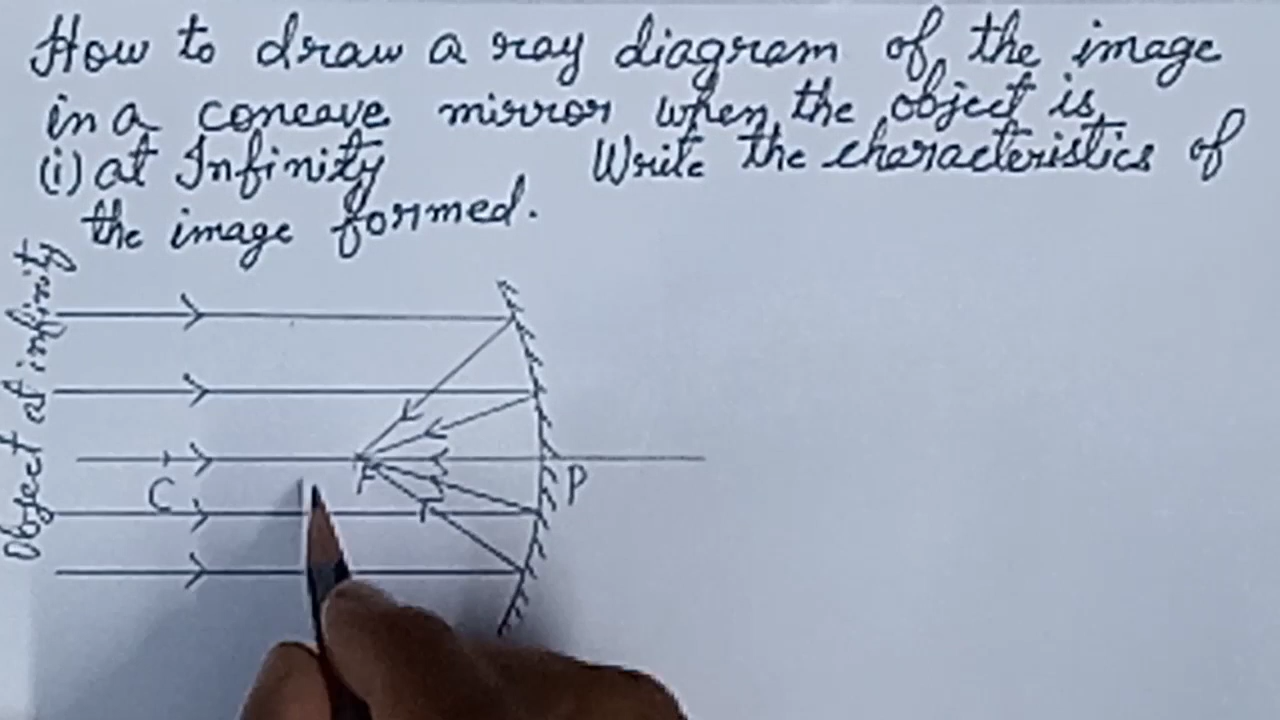 How to draw a ray diagram of the image
in a concave mirror when the object is
(i) at Infinity Write the characteristics of
the image formed.
Object at infinity
C
F
P